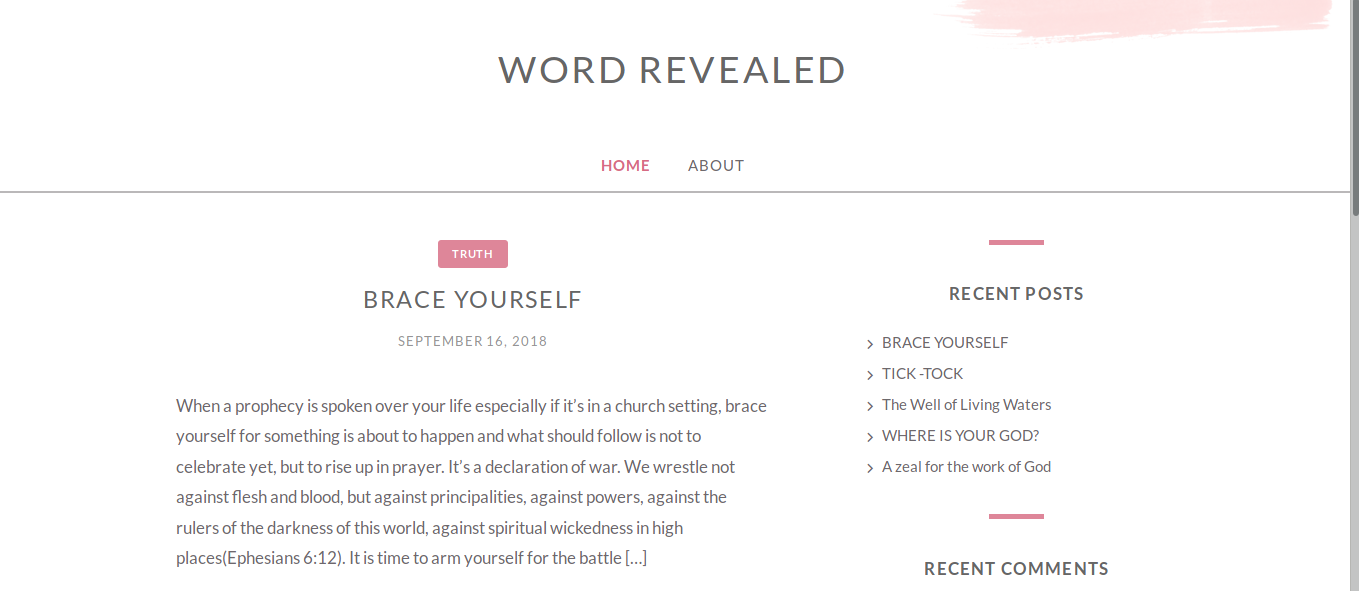 WORD REVEALED
HOME ABOUT
TRUTH
BRACE YOURSELF
SEPTEMBER 16, 2018
When a prophecy is spoken over your life especially if it’s in a church setting, brace
yourself for something is about to happen and what should follow is not to
celebrate yet, but to rise up in prayer. It’s a declaration of war. We wrestle not
against flesh and blood, but against principalities, against powers, against the
rulers of the darkness of this world, against spiritual wickedness in high
places(Ephesians 6:12). It is time to arm yourself for the battle […]
RECENT POSTS
BRACE YOURSELF
TICK -TOCK
The Well of Living Waters
WHERE IS YOUR GOD?
A zeal for the work of God
RECENT COMMENTS